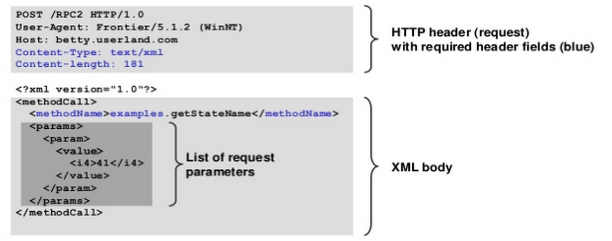 POST /RPC2 HTTP/1.0
User-Agent: Frontier/5.1.2 (WinNT)
Host: betty.userland.com
Content-Type: text/xml
Content-length: 181
HTTP header (request)
with required header fields (blue)
<?xml version="1.0"?>
<methodCall>
<methodName>examples.getStateName</methodName>
<params>
<param>
<value>
<i4>41</i4>
</value>
</param>
</params>
</methodCall>
List of request
parameters
XML body